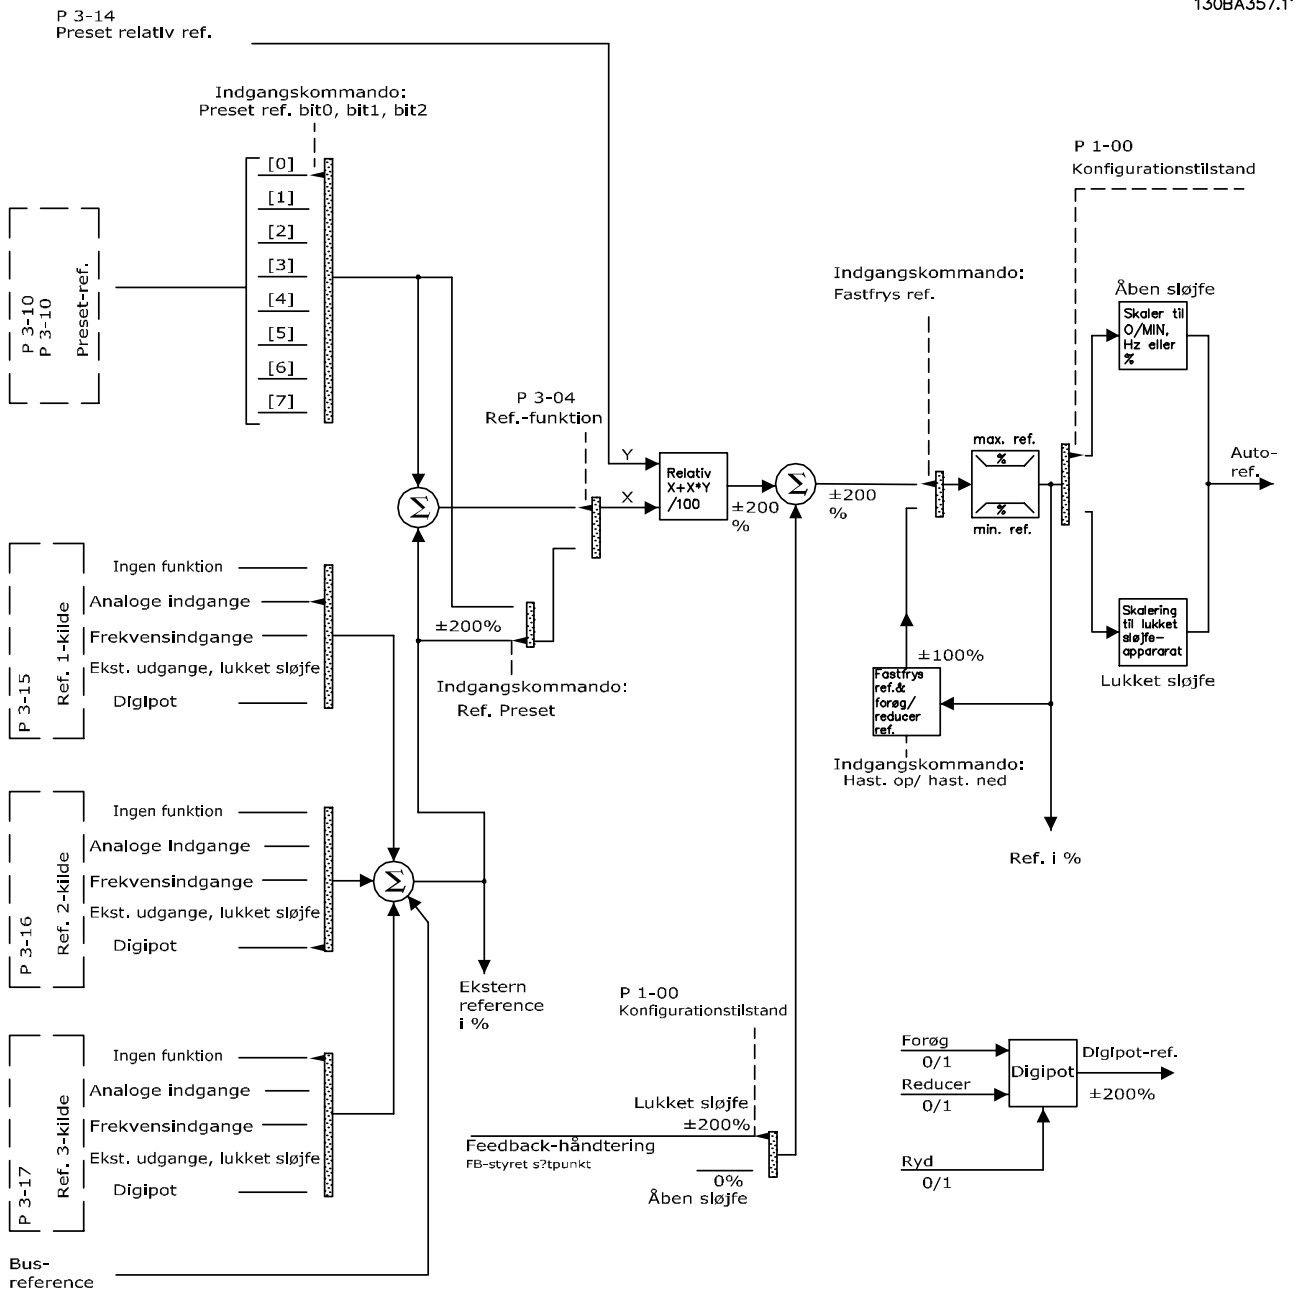 130BA357.11
P 3-14
Preset relativ ref.
Indgangskommando:
Preset ref. bit0, bit1, bit2
[0]
[1]
[2]
[3]
[4]
[5]
[6]
[7]
P 3-10
P 3-10
Preset-ref.
P 1-00
Konfigurationstilstand
Indgangskommando:
Fastfrys ref.
Åben sløjfe
Skaler til
O/MIN,
Hz eller
%
P 3-04
Ref.-funktion
Y
X
Relativ
X+X*Y
/100
±200
%
Σ
±200
%
max. ref.
%
%
min. ref.
Auto-
ref.
Σ
P 3-15
Ref. 1-kilde
Ingen funktion
Analoge indgange
Frekvensindgange
Ekst. udgange, lukket sløjfe
Digipot
±200%
Indgangskommando:
Ref. Preset
±100%
Fastfrys
ref.&
forøg/
reducer
ref.
Indgangskommando:
Hast. op/ hast. ned
Skalering
til lukket
sløjfe-
appararat
Lukket sløjfe
Ref. i %
P 3-16
Ref. 2-kilde
Ingen funktion
Analoge indgange
Frekvensindgange
Ekst. udgange, lukket sløjfe
Digipot
Σ
Ekstern
reference
i %
P 3-17
Ref. 3-kilde
Ingen funktion
Analoge indgange
Frekvensindgange
Ekst. udgange, lukket sløjfe
Digipot
Bus-
reference
P 1-00
Konfigurationstilstand
Lukket sløjfe
±200%
Feedback-håndtering
FB-styret s?tpunkt
0%
Åben sløjfe
Forøg
0/1
Reducer
0/1
Ryd
0/1
Digipot
Digipot-ref.
±200%